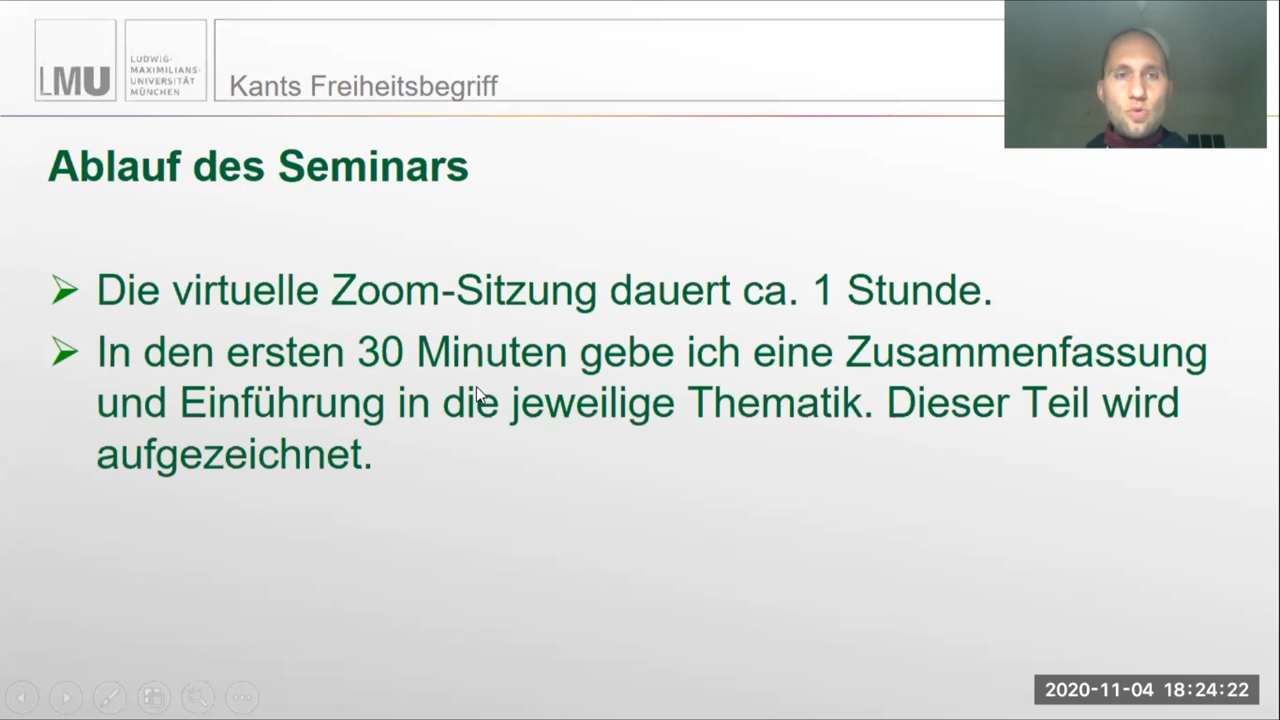 LMU
LUDWIG-
MAXIMILIANS-
UNIVERSITÄT
MÜNCHEN
Kants Freiheitsbegriff
Ablauf des Seminars
Die virtuelle Zoom-Sitzung dauert ca. 1 Stunde.
In den ersten 30 Minuten gebe ich eine Zusammenfassung
und Einführung in die jeweilige Thematik. Dieser Teil wird
aufgezeichnet.
2020-11-04 18:24:22